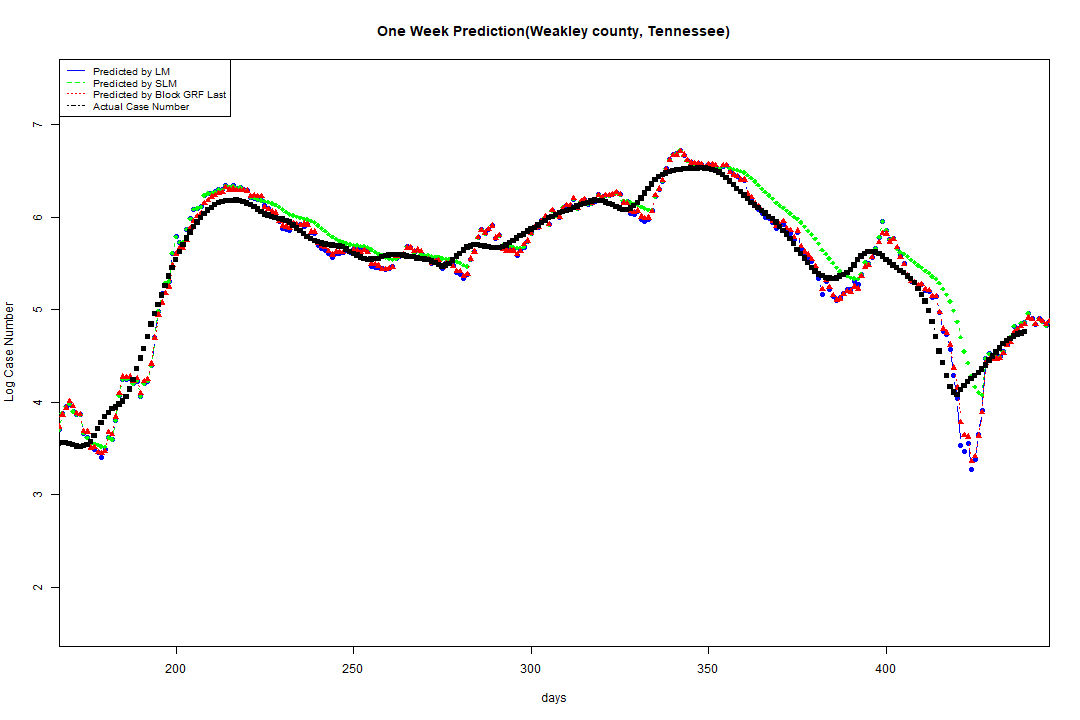 One Week Prediction(Weakley county, Tennessee)
Predicted by LM
Predicted by SLM
Predicted by Block GRF Last
Actual Case Number
7
6
5
4
3
2
Log Case Number
200 250 300 350 400
days